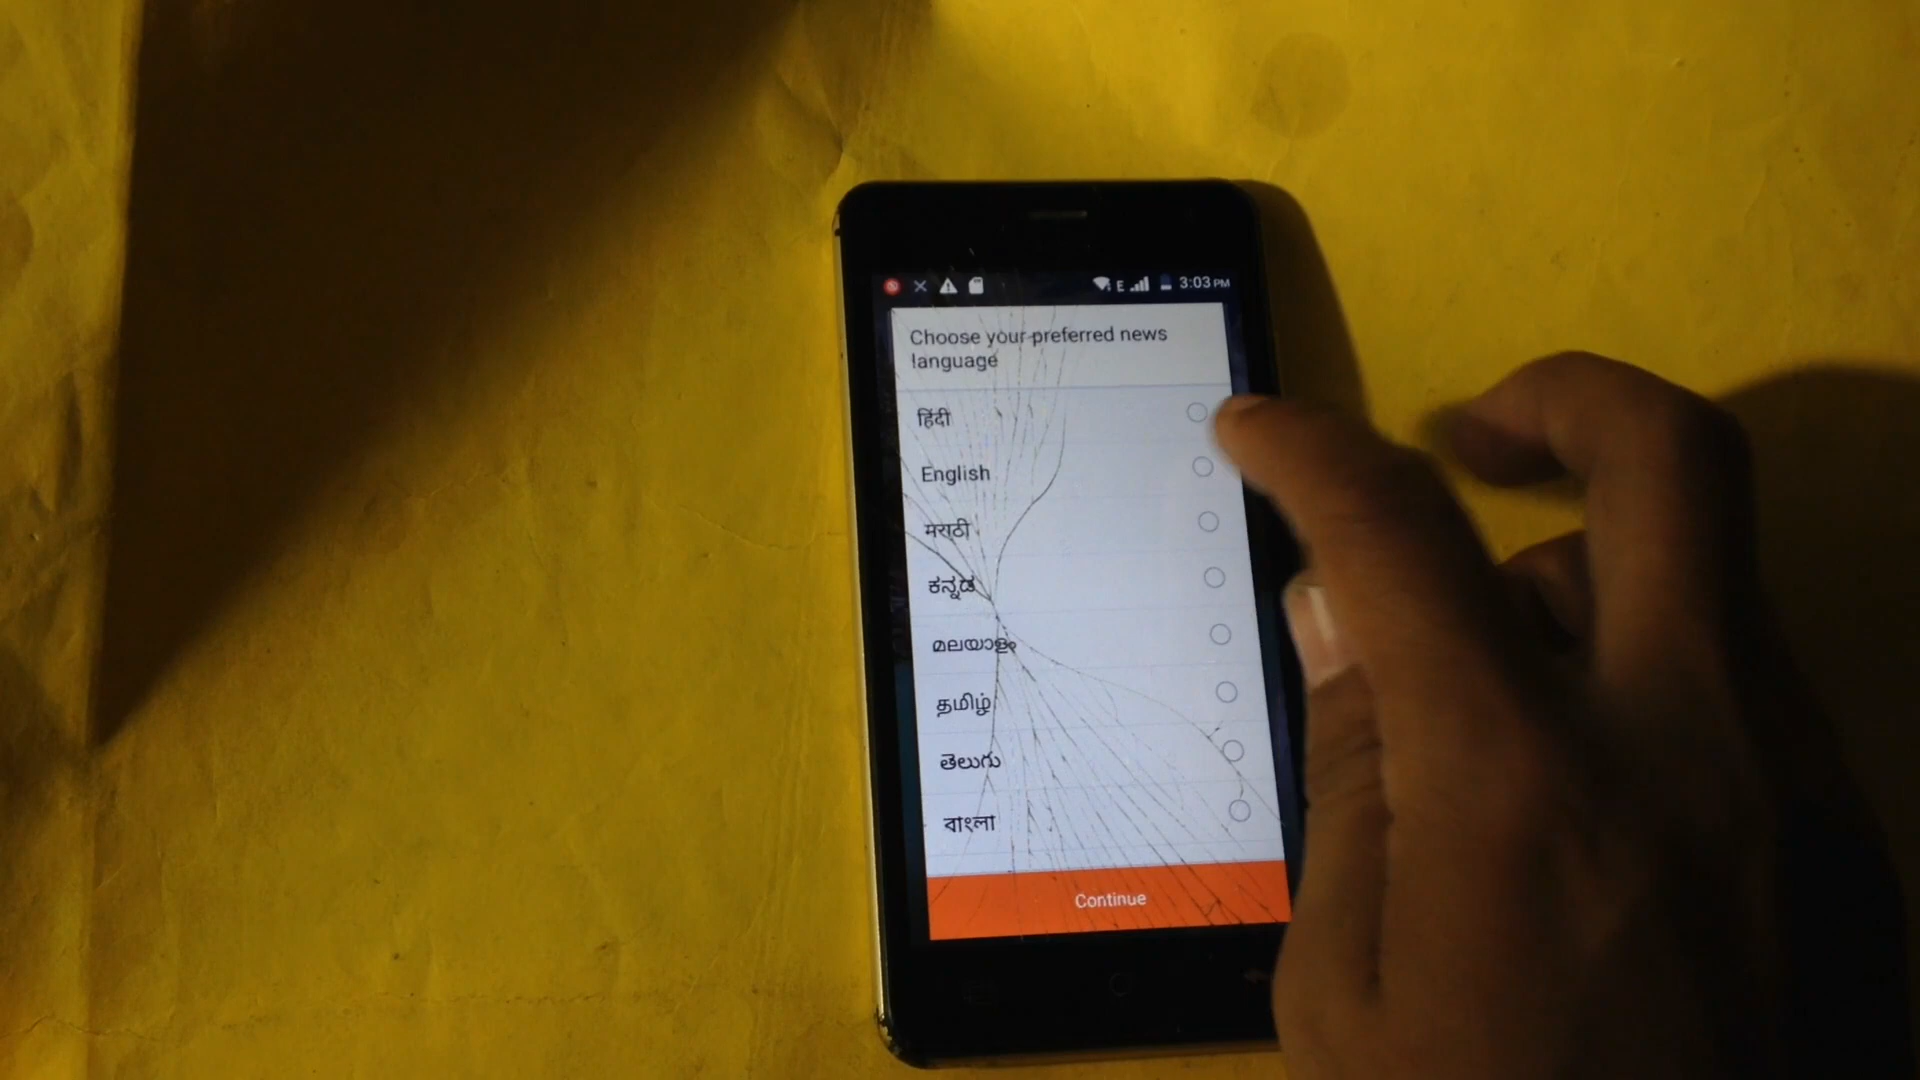 E 3:03 PM
Choose your preferred news
language
हिंदी
English
मराठी
ಕನ್ನಡ
മലയാളം
தமிழ்
తెలుగు
বাংলা
Continue